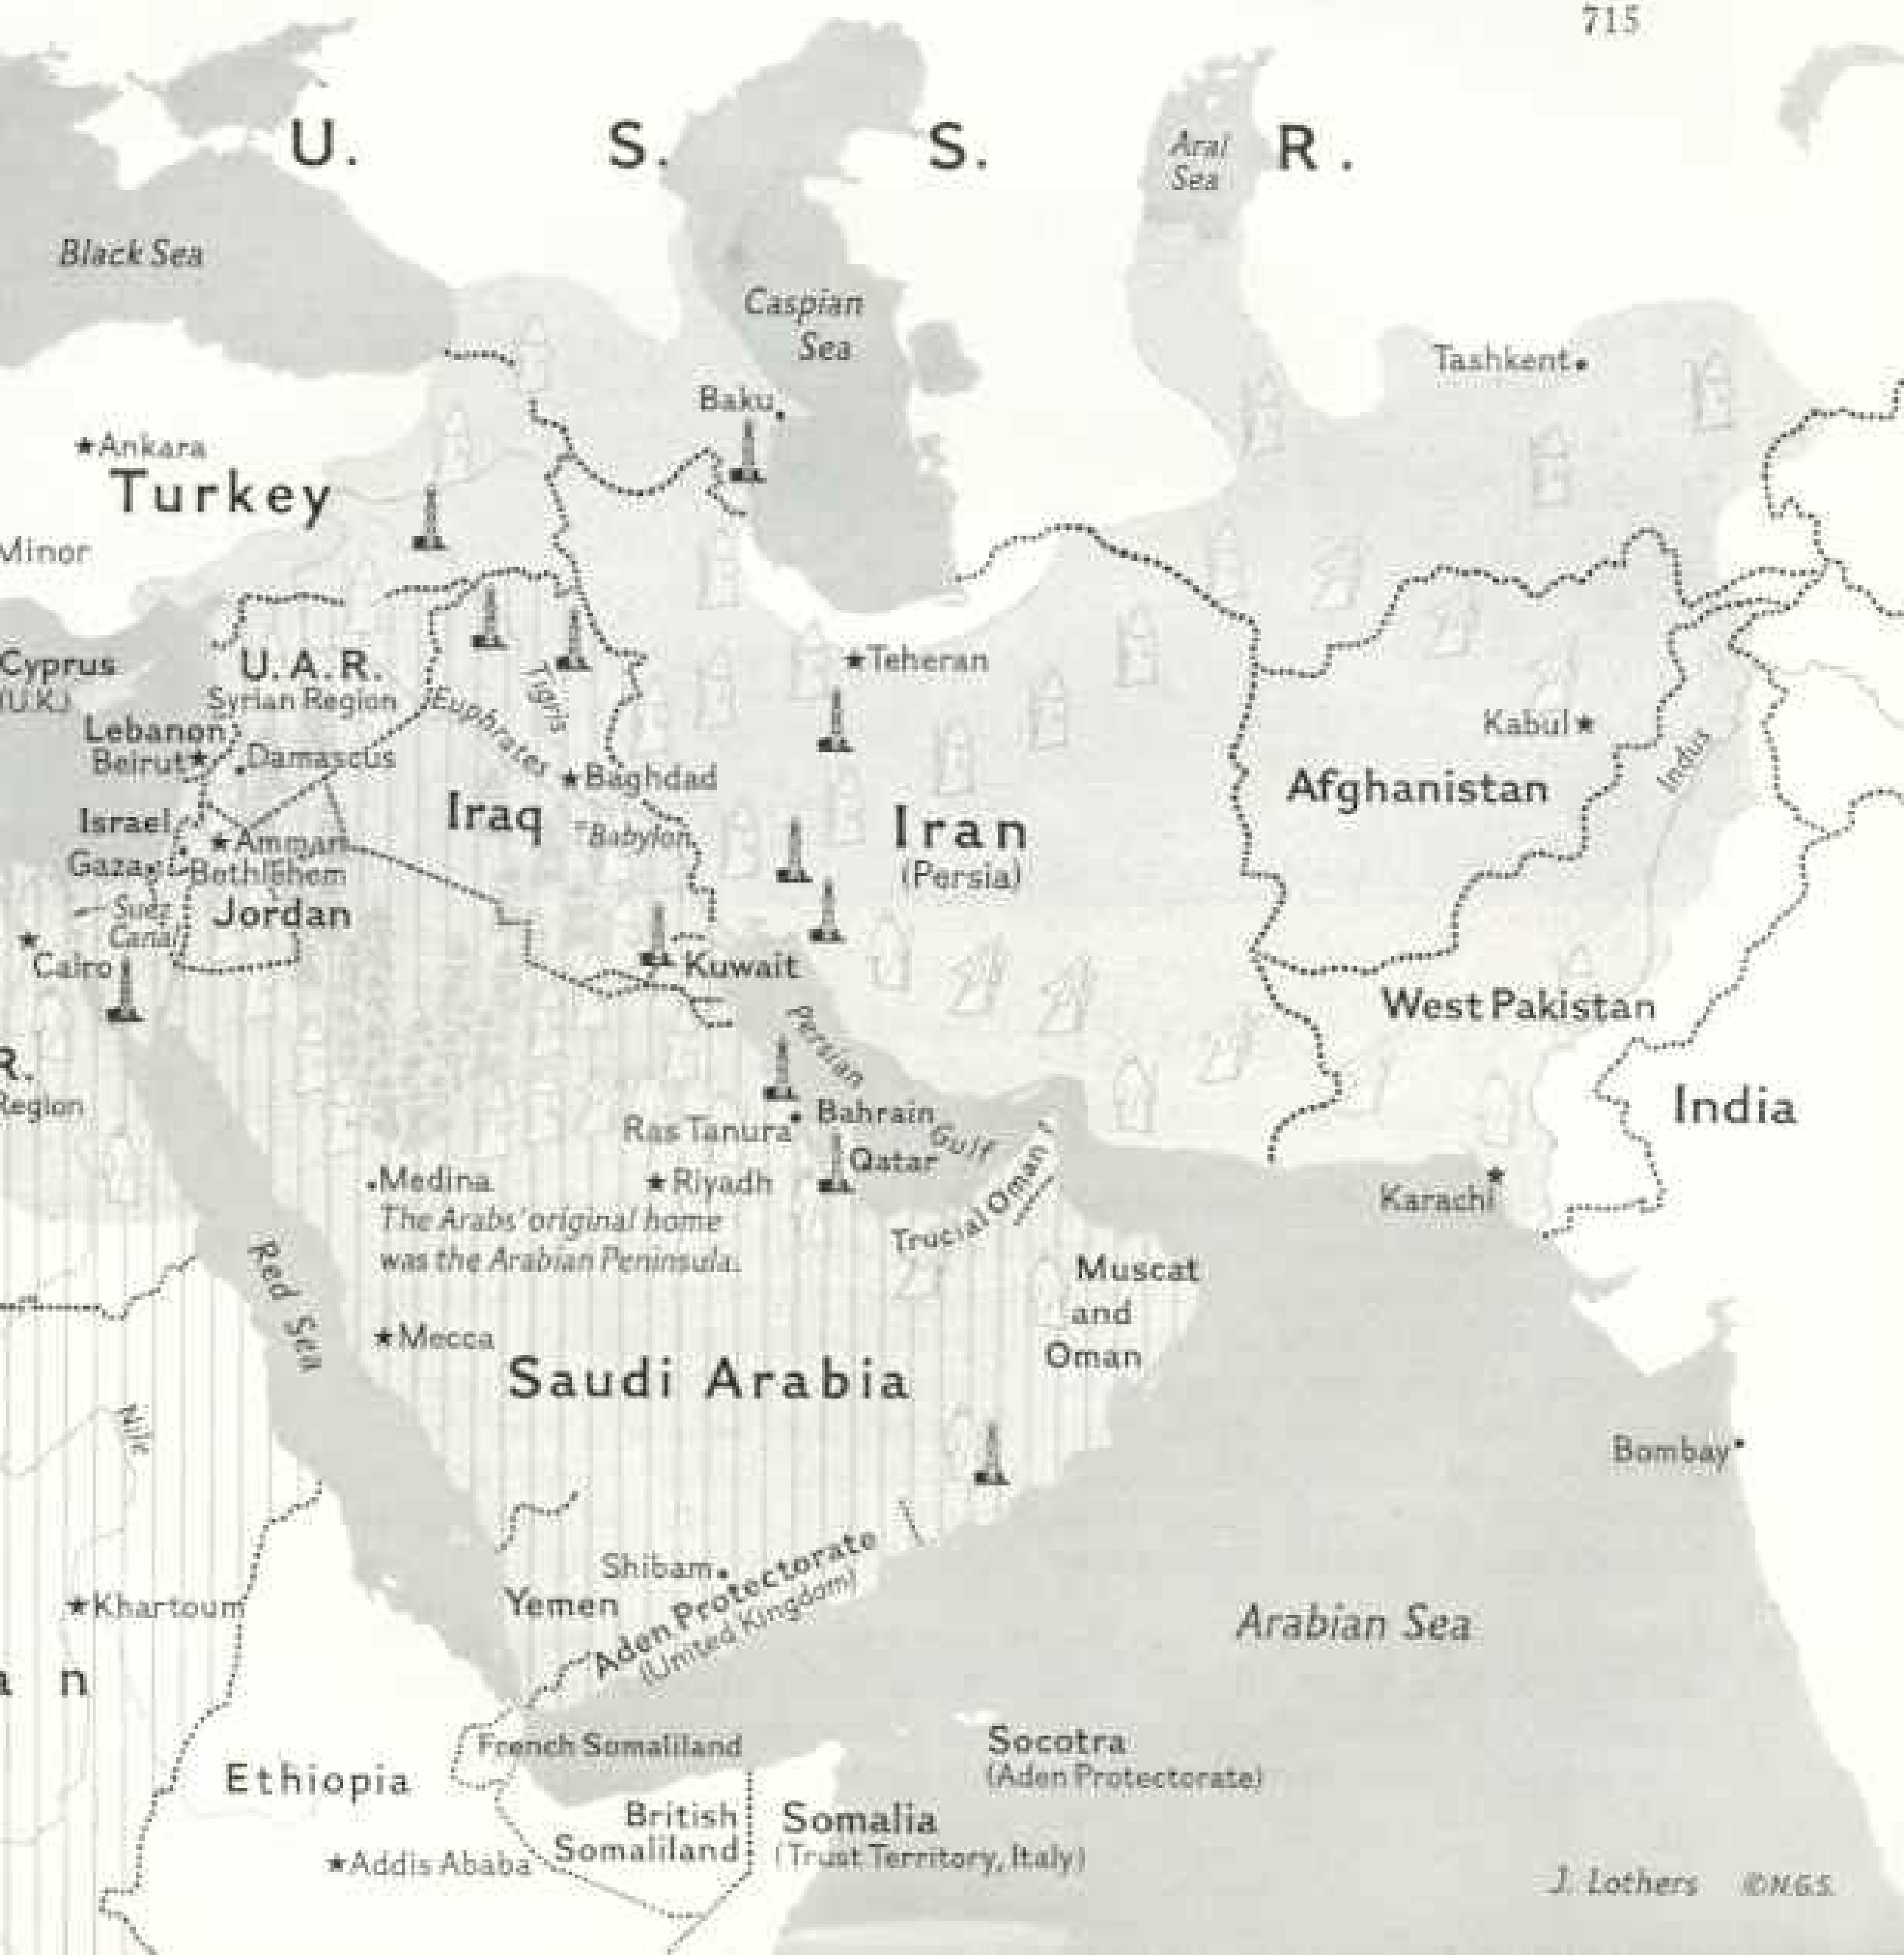 715
U. S. S. R.
Aral
Sea
Black Sea
Caspian
Sea
Tashkent
Baku
Ankara
Turkey
Minor
Cyprus
(U.K.)
U.A.R.
Syrian Region
Tigris
Teheran
Lebanon
Euphrates
Kabul
Indus
Beirut
Damascus
Baghdad
Afghanistan
Israel
Iraq
Babylon
Iran
(Persia)
Amman
Gaza
Bethlehem
Suez
Canal
Jordan
Cairo
Kuwait
West Pakistan
Persian
Gulf
R.
Region
India
Bahrain
Ras Tanura
Qatar
Medina
Riyadh
Trucial Oman
Karachi
The Arabs' original home
was the Arabian Peninsula.
Red Sea
Muscat
and
Oman
Mecca
Saudi Arabia
Nile
Bombay
Shibam
Yemen
Aden Protectorate
(United Kingdom)
Khartoum
Arabian Sea
a n
French Somaliland
Socotra
(Aden Protectorate)
Ethiopia
British
Somaliland
Somalia
(Trust Territory, Italy)
Addis Ababa
J. Lothers ©N.G.S.